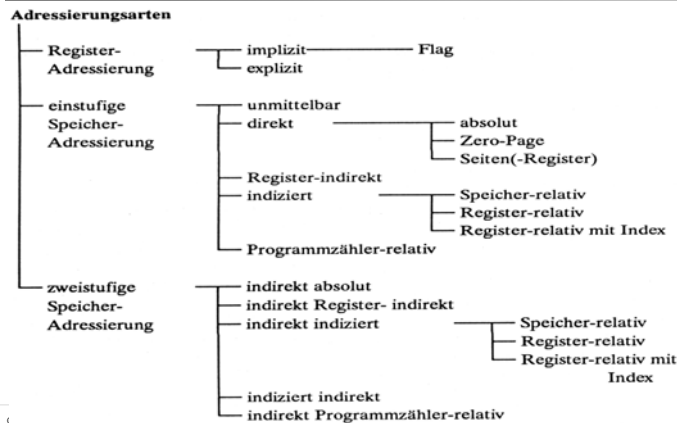 Adressierungsarten
Register- implizit Flag
Adressierung explizit
einstufige unmittelbar
Speicher- direkt absolut
Adressierung Zero-Page
Seiten(-Register)
Register-indirekt
indiziert Speicher-relativ
Register-relativ
Register-relativ mit Index
Programmzähler-relativ
zweistufige indirekt absolut
Speicher- indirekt Register- indirekt
Adressierung indirekt indiziert Speicher-relativ
Register-relativ
Register-relativ mit
Index
indiziert indirekt
indirekt Programmzähler-relativ